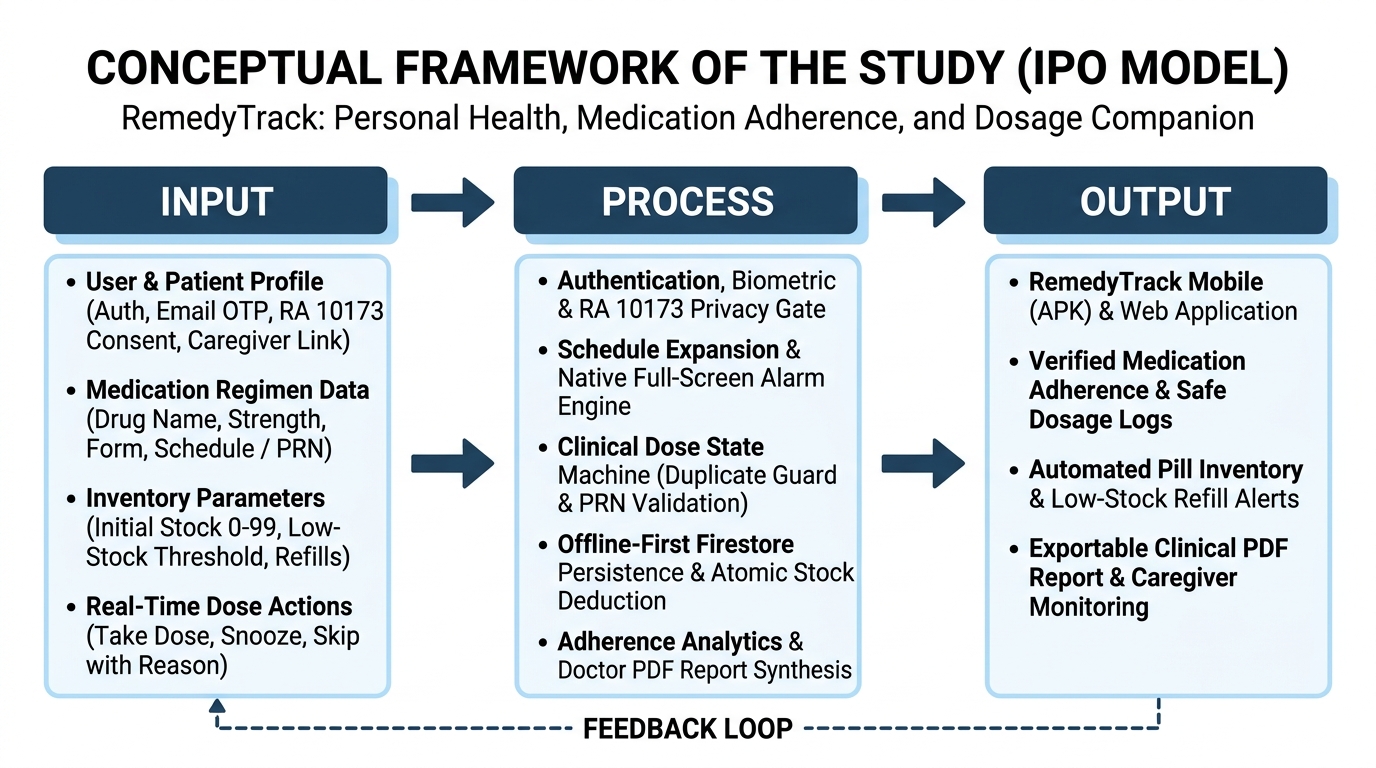 CONCEPTUAL FRAMEWORK OF THE STUDY (IPO MODEL)
RemedyTrack: Personal Health, Medication Adherence, and Dosage Companion
INPUT
• User & Patient Profile
(Auth, Email OTP, RA 10173
Consent, Caregiver Link)
• Medication Regimen Data
(Drug Name, Strength,
Form, Schedule / PRN)
• Inventory Parameters
(Initial Stock 0-99, Low-
Stock Threshold, Refills)
• Real-Time Dose Actions
(Take Dose, Snooze, Skip
with Reason)
PROCESS
• Authentication, Biometric
& RA 10173 Privacy Gate
• Schedule Expansion &
Native Full-Screen Alarm
Engine
• Clinical Dose State
Machine (Duplicate Guard
& PRN Validation)
• Offline-First Firestore
Persistence & Atomic Stock
Deduction
• Adherence Analytics &
Doctor PDF Report Synthesis
OUTPUT
• RemedyTrack Mobile
(APK) & Web Application
• Verified Medication
Adherence & Safe
Dosage Logs
• Automated Pill Inventory
& Low-Stock Refill Alerts
• Exportable Clinical PDF
Report & Caregiver
Monitoring
FEEDBACK LOOP